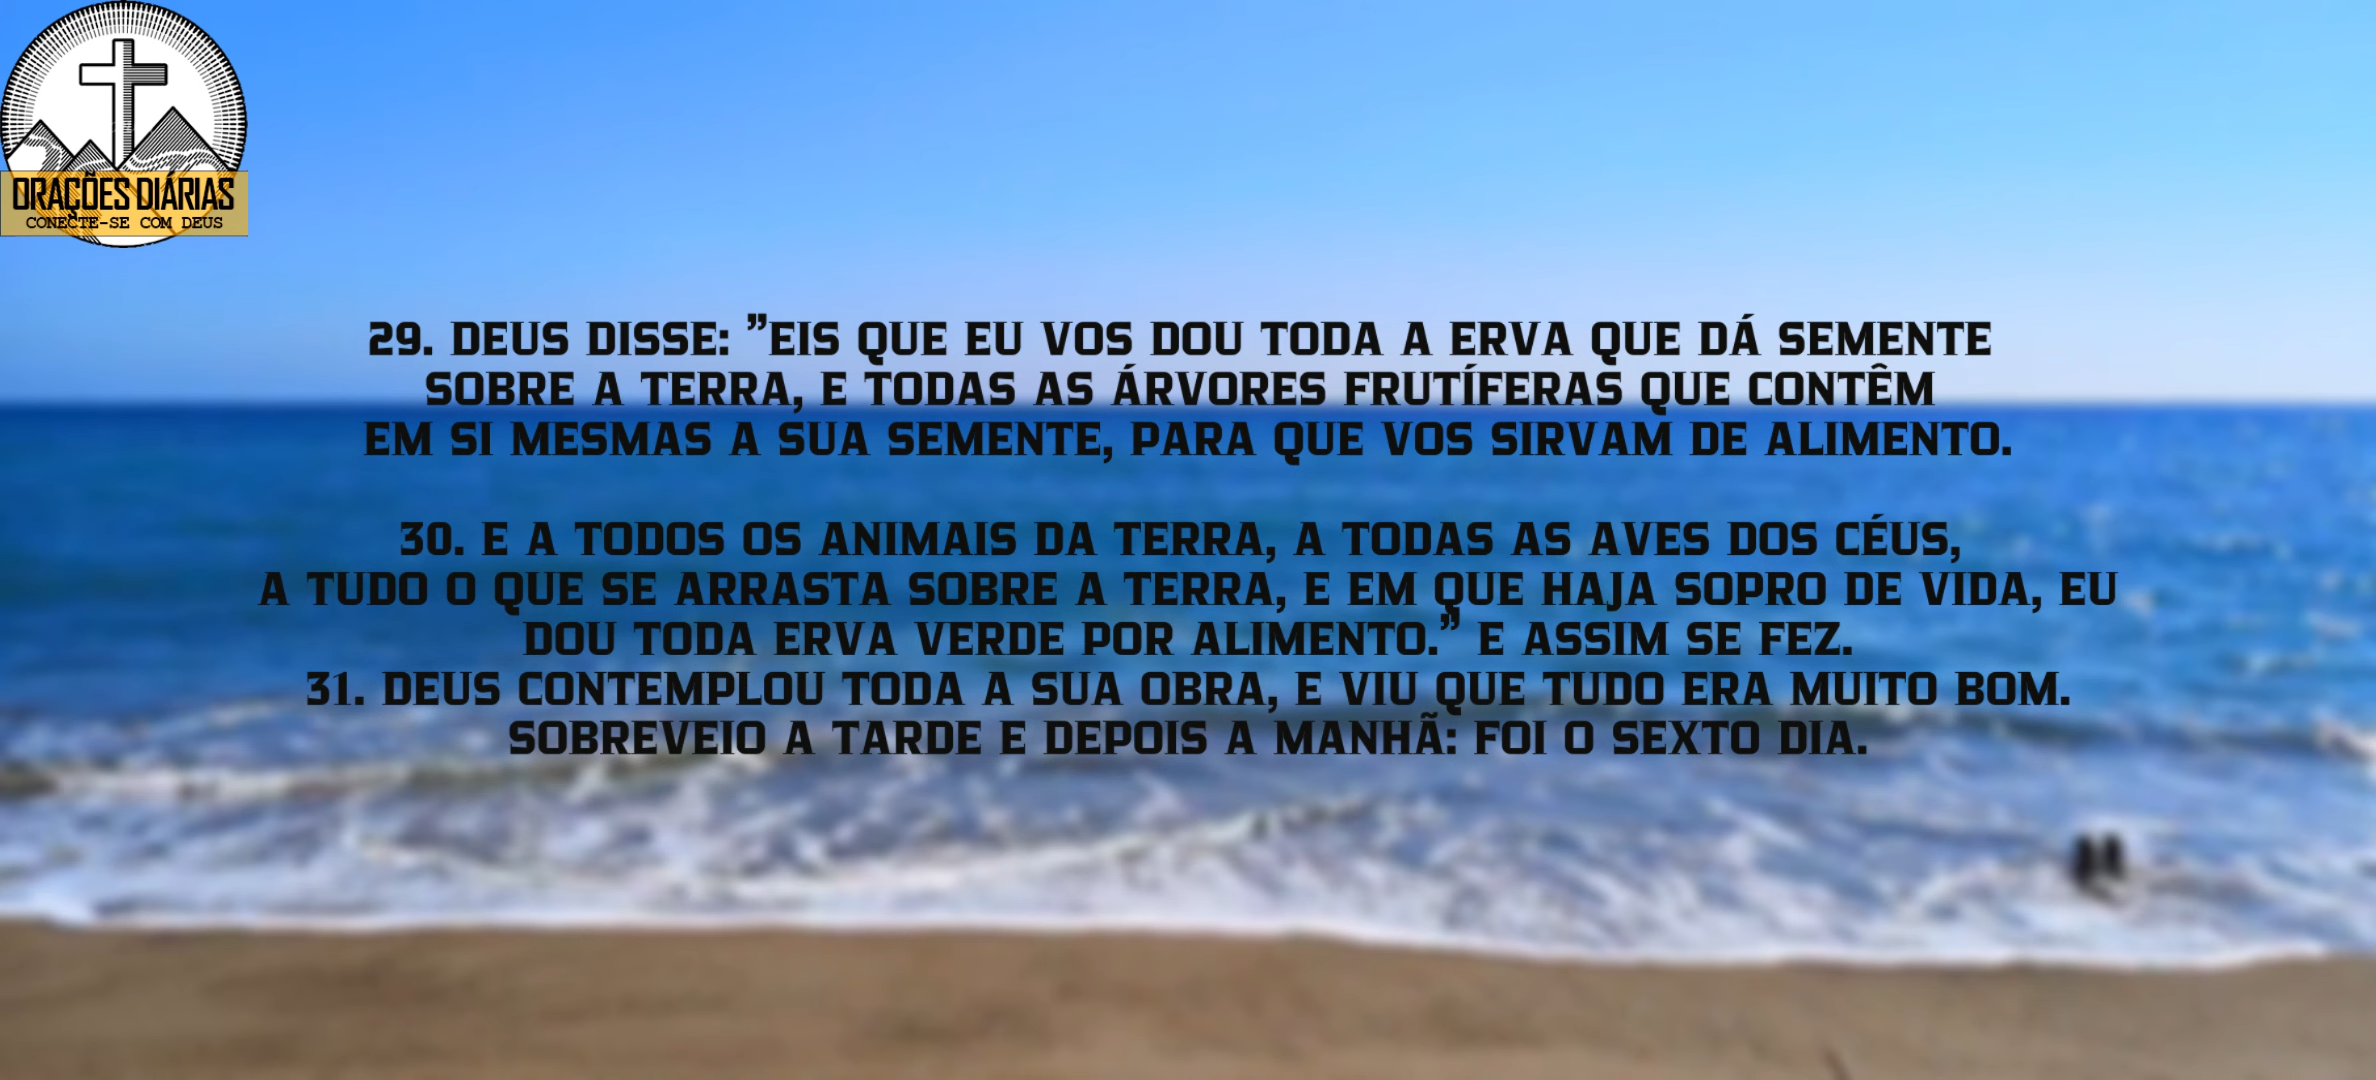 ORAÇÕES DIÁRIAS
CONECTE-SE COM DEUS
29. DEUS DISSE: ”EIS QUE EU VOS DOU TODA A ERVA QUE DÁ SEMENTE
SOBRE A TERRA, E TODAS AS ÁRVORES FRUTÍFERAS QUE CONTÊM
EM SI MESMAS A SUA SEMENTE, PARA QUE VOS SIRVAM DE ALIMENTO.
30. E A TODOS OS ANIMAIS DA TERRA, A TODAS AS AVES DOS CÉUS,
A TUDO O QUE SE ARRASTA SOBRE A TERRA, E EM QUE HAJA SOPRO DE VIDA, EU
DOU TODA ERVA VERDE POR ALIMENTO.” E ASSIM SE FEZ.
31. DEUS CONTEMPLOU TODA A SUA OBRA, E VIU QUE TUDO ERA MUITO BOM.
SOBREVEIO A TARDE E DEPOIS A MANHÃ: FOI O SEXTO DIA.